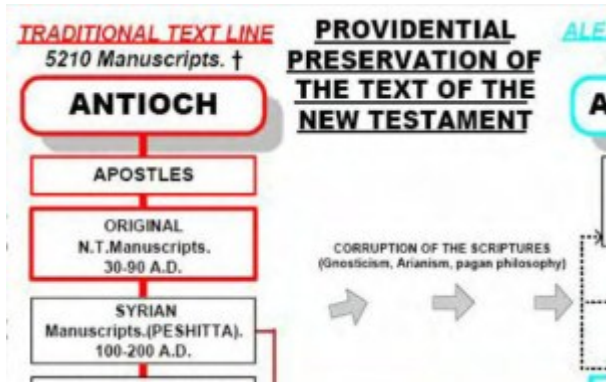 TRADITIONAL TEXT LINE
5210 Manuscripts. †
ANTIOCH
APOSTLES
ORIGINAL
N.T.Manuscripts.
30-90 A.D.
SYRIAN
Manuscripts.(PESHITTA).
100-200 A.D.
PROVIDENTIAL
PRESERVATION OF
THE TEXT OF THE
NEW TESTAMENT
CORRUPTION OF THE SCRIPTURES
(Gnosticism, Arianism, pagan philosophy)
ALE
A